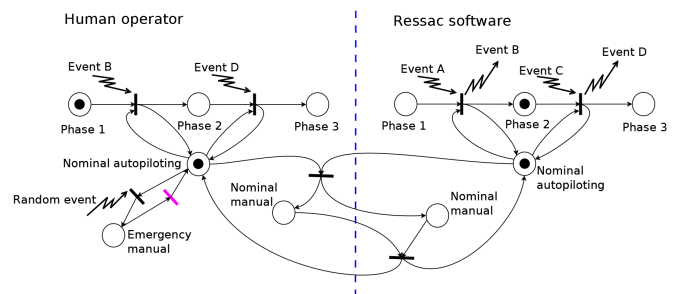 Human operator
Ressac software
Event B
Event D
Event A
Event B
Event C
Event D
Phase 1
Phase 2
Phase 3
Phase 1
Phase 2
Phase 3
Nominal autopiloting
Nominal
autopiloting
Random event
Nominal
manual
Nominal
manual
Emergency
manual